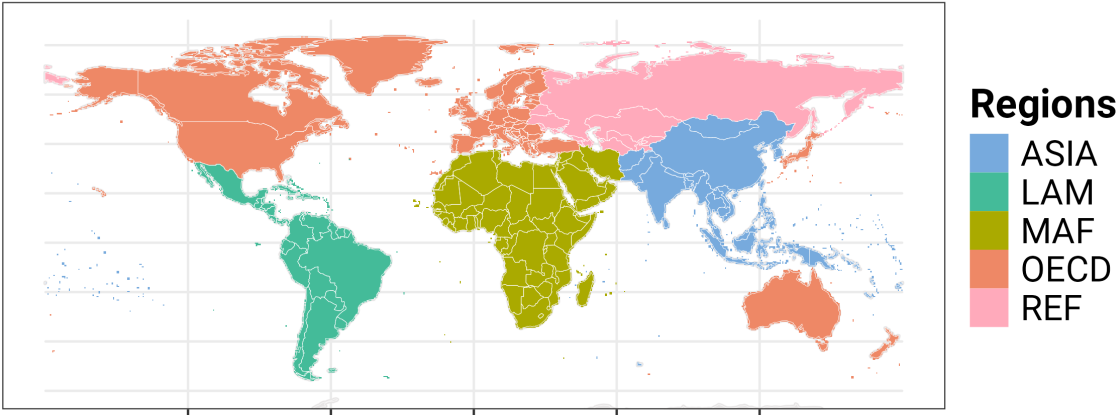 Regions
ASIA
LAM
MAF
OECD
REF